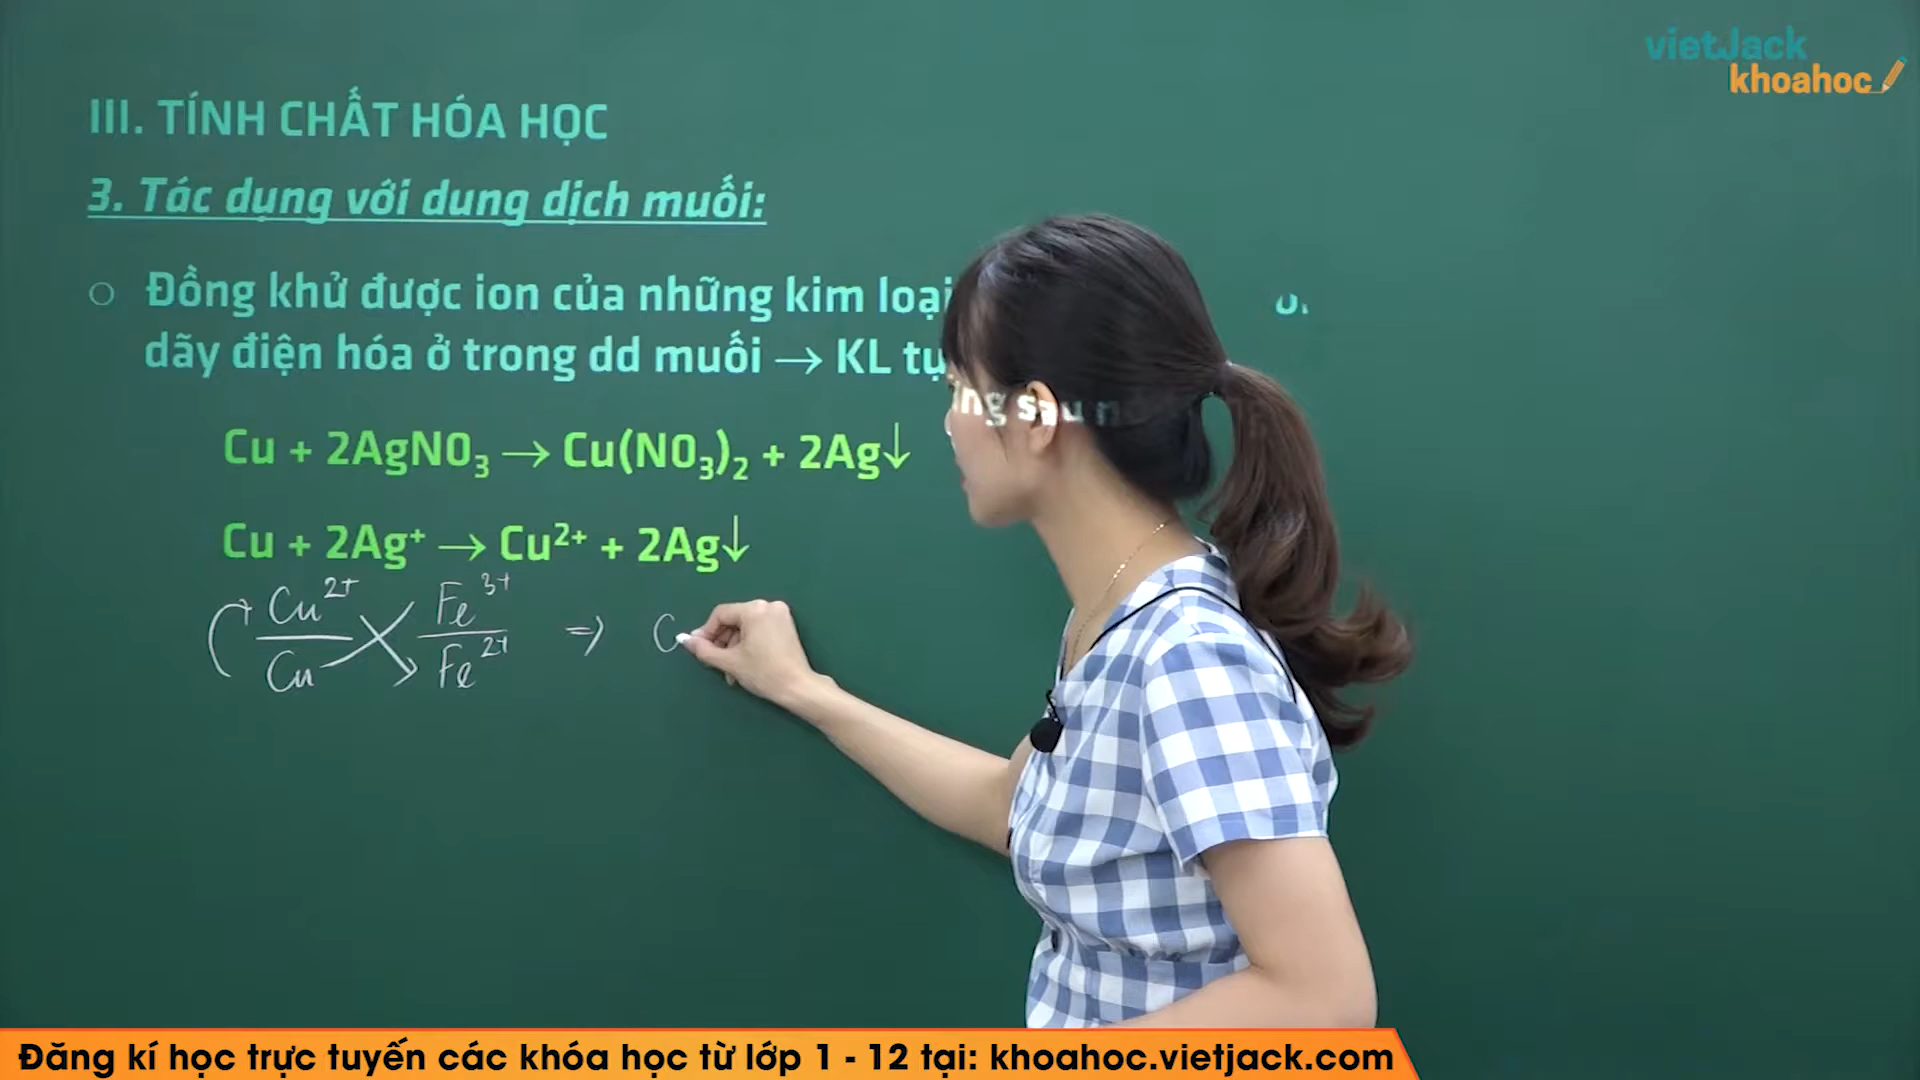 vietJack
khoahoc
III. TÍNH CHẤT HÓA HỌC
3. Tác dụng với dung dịch muối:
○ Đồng khử được ion của những kim loại
dãy điện hóa ở trong dd muối → KL
sau
Cu + 2AgNO₃ → Cu(NO₃)₂ + 2Ag↓
Cu + 2Ag⁺ → Cu²⁺ + 2Ag↓
Cu²⁺ Fe³⁺ => C
Cu Fe²⁺
Đăng kí học trực tuyến các khóa học từ lớp 1 - 12 tại: khoahoc.vietjack.com